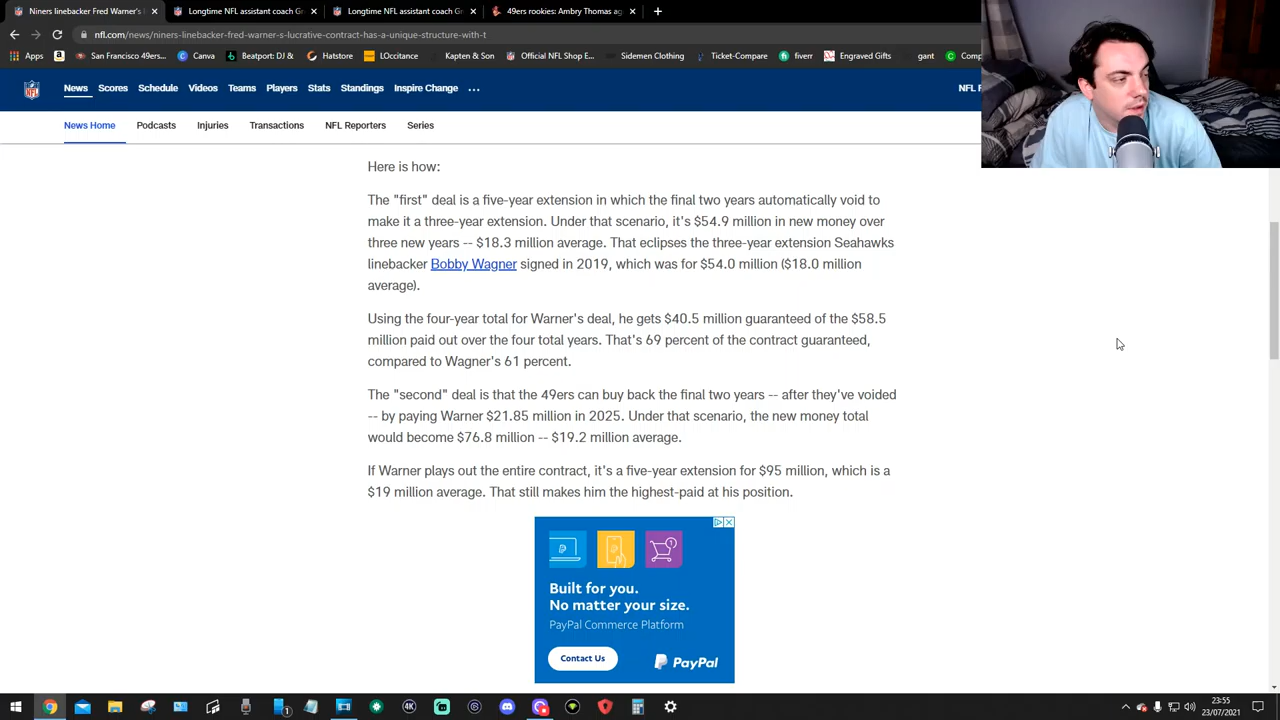 Niners linebacker Fred Warner's l
Longtime NFL assistant coach Gr
Longtime NFL assistant coach Gr
49ers rookies: Ambry Thomas ag
nfl.com/news/niners-linebacker-fred-warner-s-lucrative-contract-has-a-unique-structure-with-t
Apps
San Francisco 49ers...
Canva
Beatport: DJ &
Hatstore
LOccitance
Kapten & Son
Official NFL Shop E...
Sidemen Clothing
Ticket-Compare
fiverr
Engraved Gifts
gant
Comp
News
Scores
Schedule
Videos
Teams
Players
Stats
Standings
Inspire Change
...
News Home
Podcasts
Injuries
Transactions
NFL Reporters
Series
Here is how:
The "first" deal is a five-year extension in which the final two years automatically void to
make it a three-year extension. Under that scenario, it's $54.9 million in new money over
three new years -- $18.3 million average. That eclipses the three-year extension Seahawks
linebacker Bobby Wagner signed in 2019, which was for $54.0 million ($18.0 million
average).
Using the four-year total for Warner's deal, he gets $40.5 million guaranteed of the $58.5
million paid out over the four total years. That's 69 percent of the contract guaranteed,
compared to Wagner's 61 percent.
The "second" deal is that the 49ers can buy back the final two years -- after they've voided
-- by paying Warner $21.85 million in 2025. Under that scenario, the new money total
would become $76.8 million -- $19.2 million average.
If Warner plays out the entire contract, it's a five-year extension for $95 million, which is a
$19 million average. That still makes him the highest-paid at his position.
Built for you.
No matter your size.
PayPal Commerce Platform
Contact Us
PayPal
23:55
23/07/2021